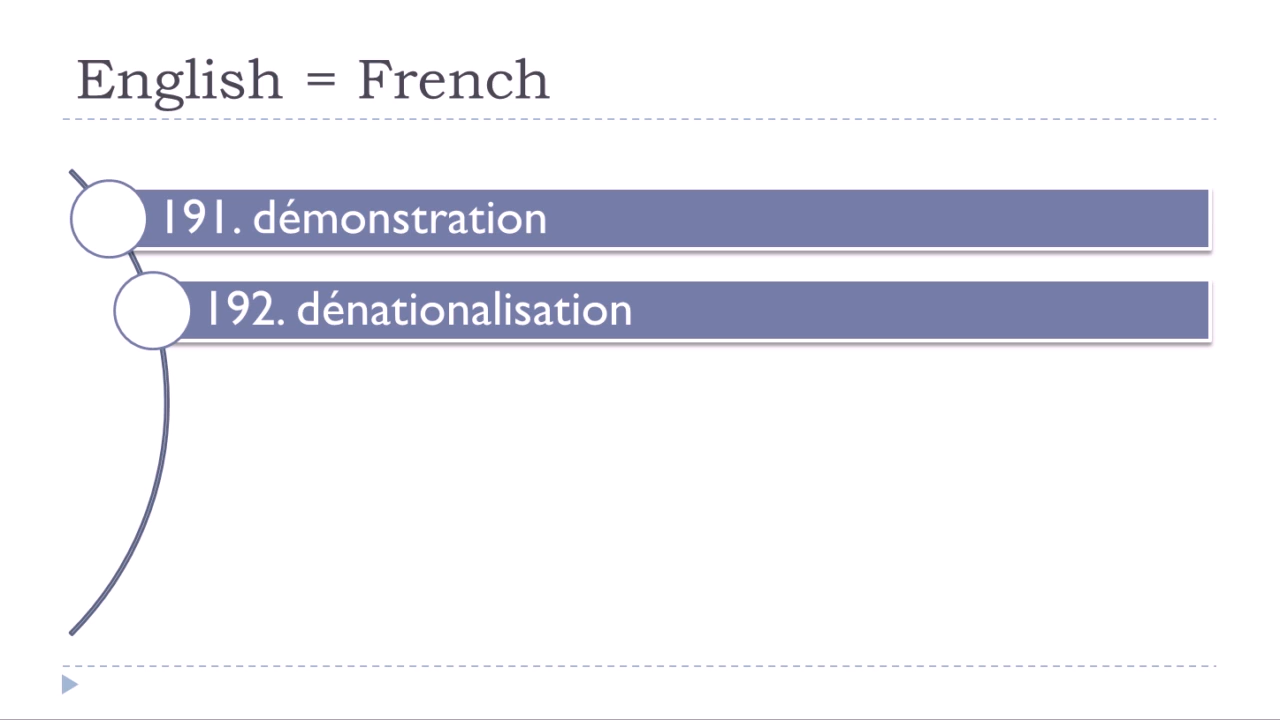 English = French
191. démonstration
192. dénationalisation